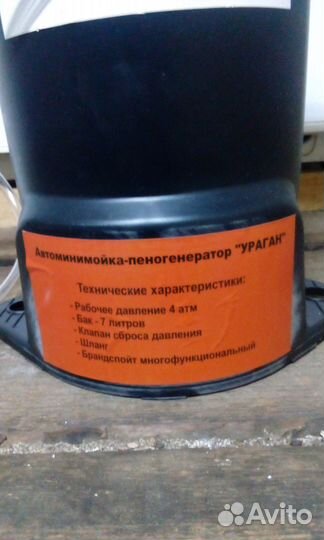 Автоминимойка-пеногенератор "УРАГАН"
Технические характеристики:
- Рабочее давление 4 атм
- Бак - 7 литров
- Клапан сброса давления
- Шланг
- Брандспойт многофункциональный
Avito